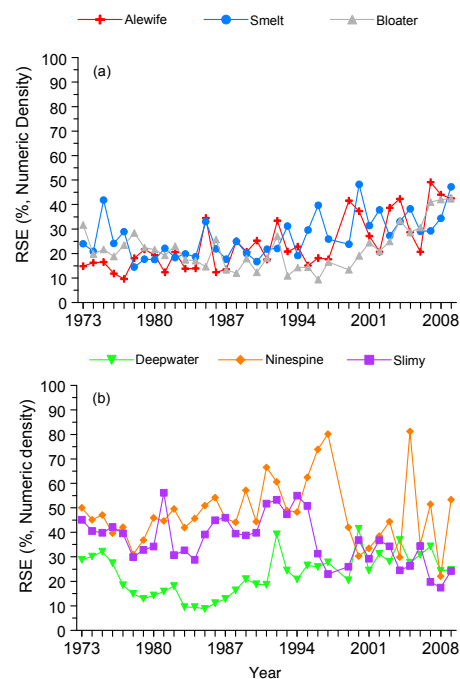 Alewife Smelt Bloater
(a)
RSE (%, Numeric Density)
100
90
80
70
60
50
40
30
20
10
0
1973 1980 1987 1994 2001 2008
Deepwater Ninespine Slimy
(b)
RSE (%, Numeric density)
100
90
80
70
60
50
40
30
20
10
0
1973 1980 1987 1994 2001 2008
Year